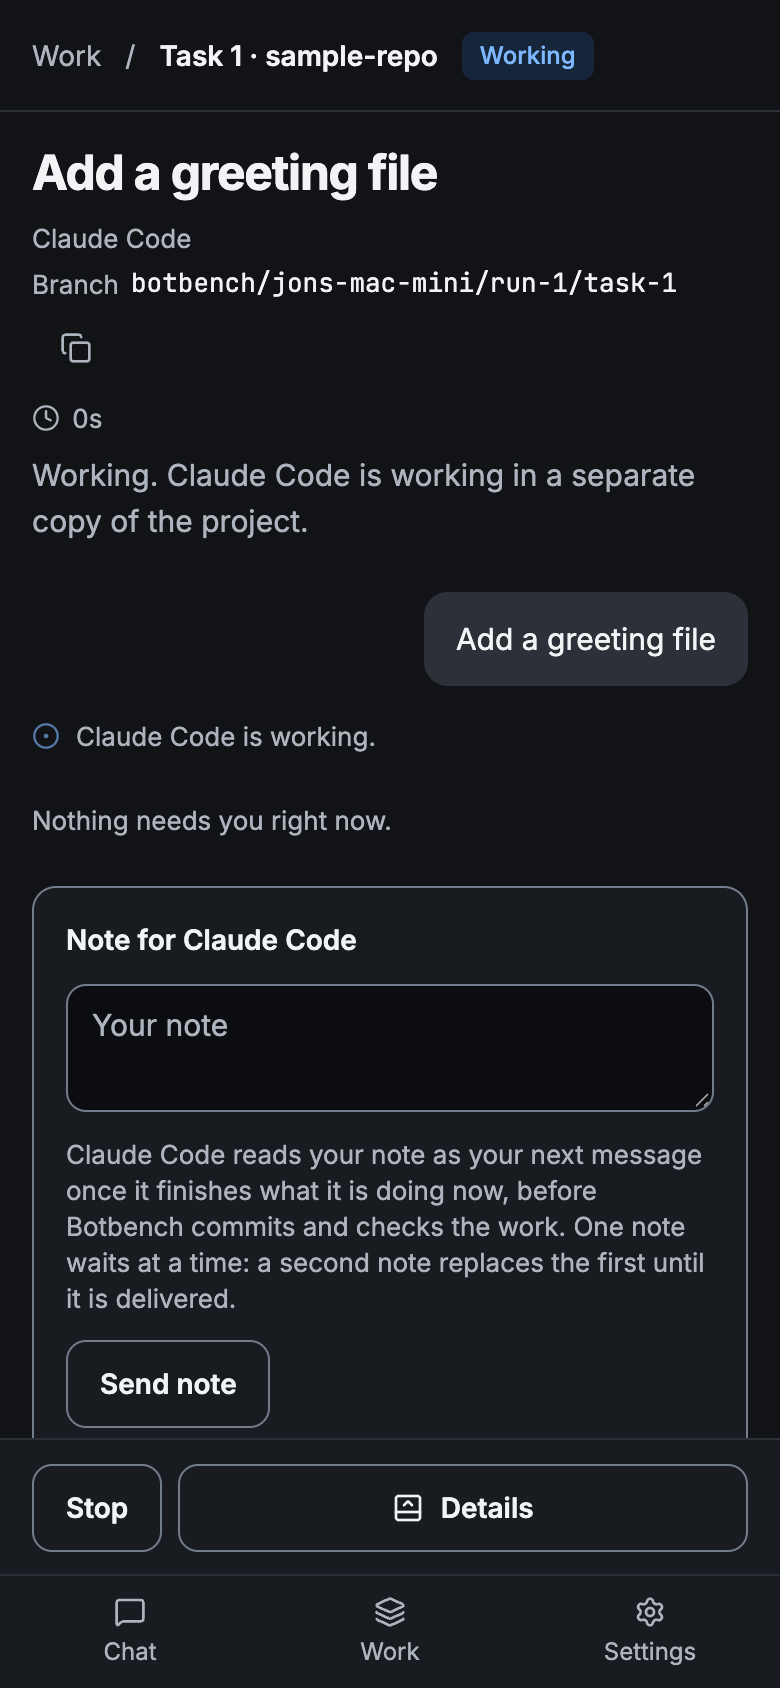 Work / Task 1 · sample-repo Working
Add a greeting file
Claude Code
Branch botbench/jons-mac-mini/run-1/task-1
0s
Working. Claude Code is working in a separate
copy of the project.
Add a greeting file
Claude Code is working.
Nothing needs you right now.
Note for Claude Code
Your note
Claude Code reads your note as your next message
once it finishes what it is doing now, before
Botbench commits and checks the work. One note
waits at a time: a second note replaces the first until
it is delivered.
Send note
Stop Details
Chat Work Settings